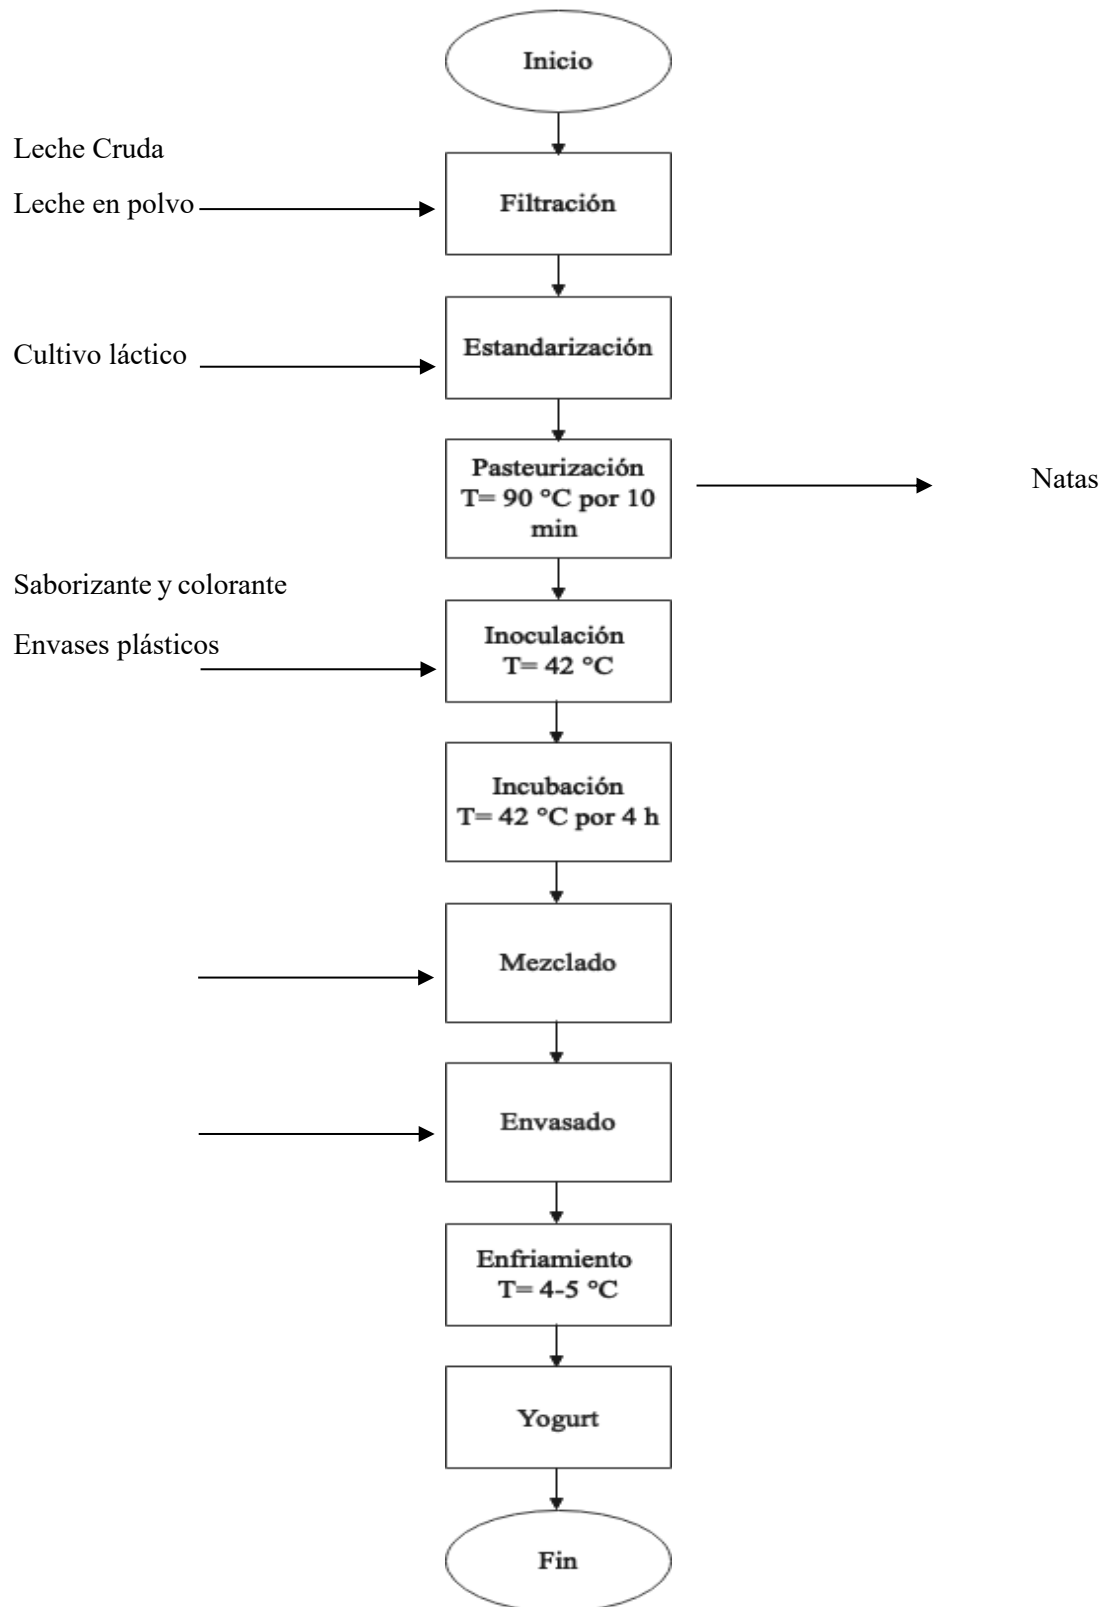 Inicio
Leche Cruda
Leche en polvo
Filtración
Cultivo láctico
Estandarización
Pasteurización
T= 90 °C por 10
min
Natas
Saborizante y colorante
Envases plásticos
Inoculación
T= 42 °C
Incubación
T= 42 °C por 4 h
Mezclado
Envasado
Enfriamiento
T= 4-5 °C
Yogurt
Fin